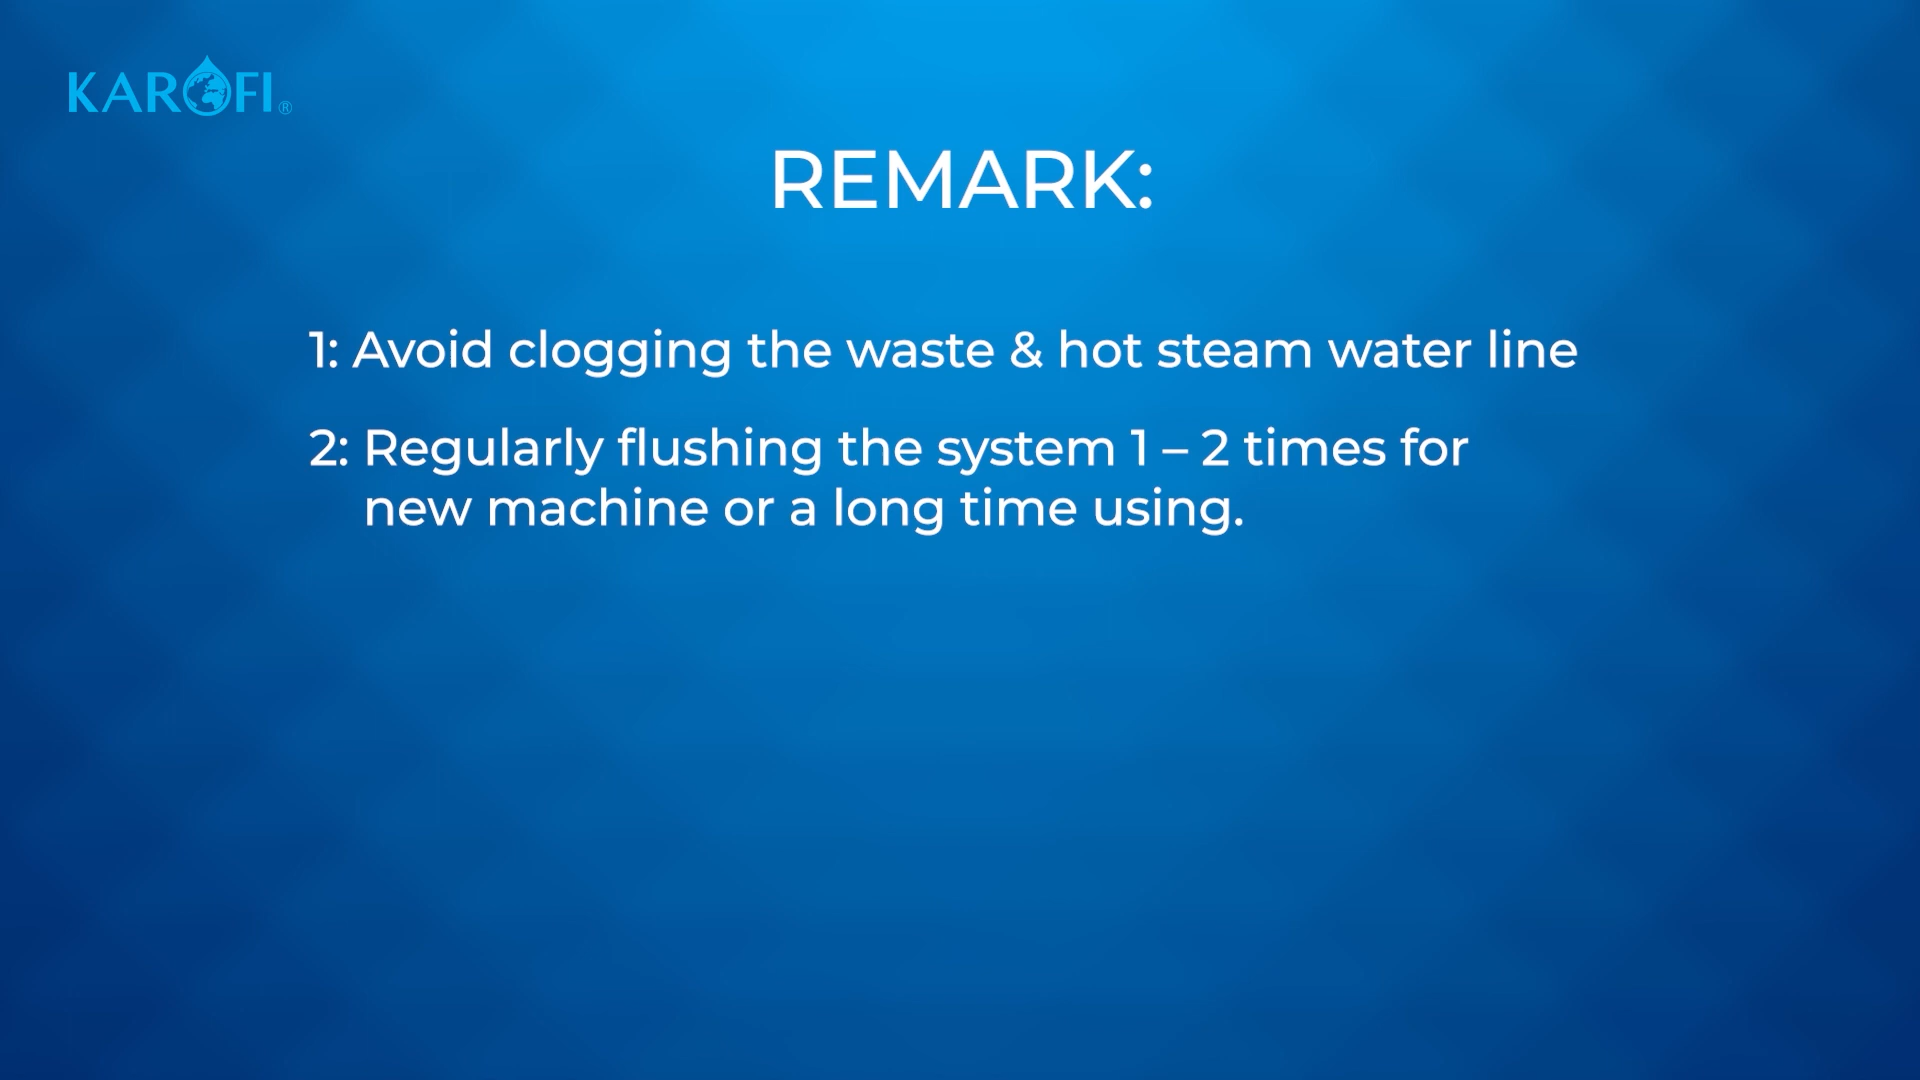 KAROFI®
REMARK:
1: Avoid clogging the waste & hot steam water line
2: Regularly flushing the system 1 – 2 times for
new machine or a long time using.